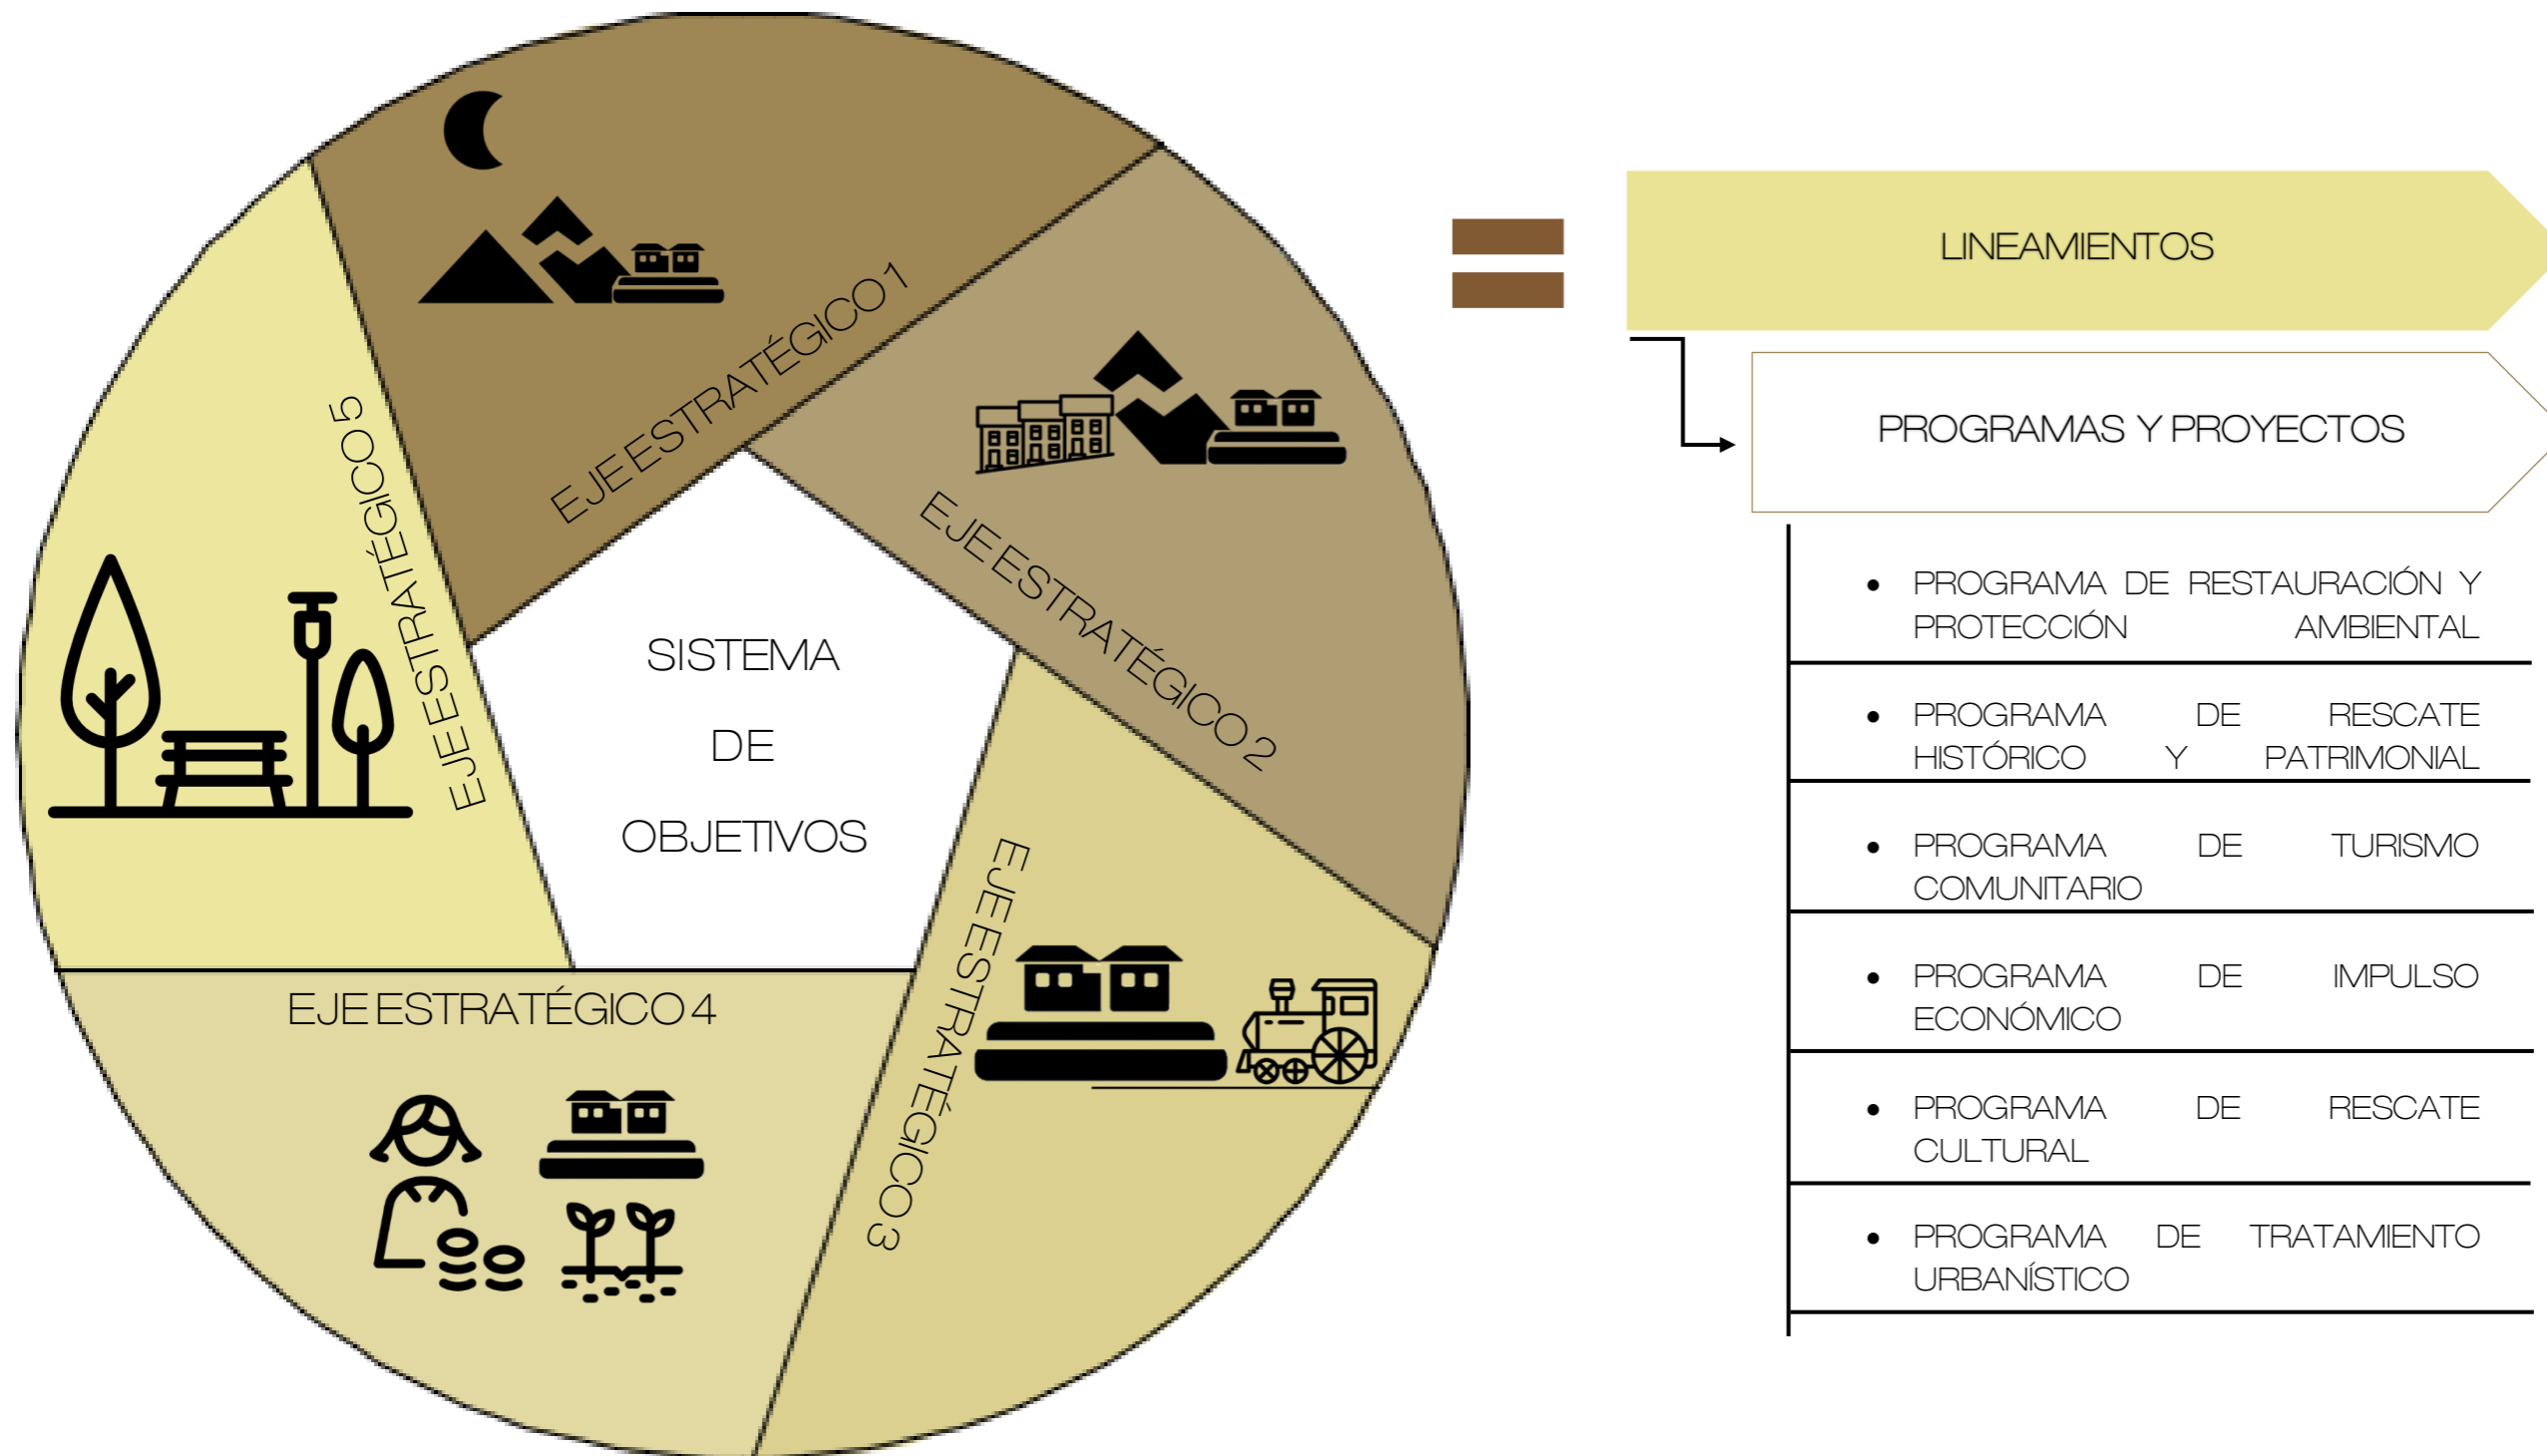 EJE ESTRATÉGICO 1
EJE ESTRATÉGICO 2
EJE ESTRATÉGICO 3
EJE ESTRATÉGICO 4
EJE ESTRATÉGICO 5
SISTEMA
DE
OBJETIVOS
LINEAMIENTOS
PROGRAMAS Y PROYECTOS
• PROGRAMA DE RESTAURACIÓN Y
PROTECCIÓN AMBIENTAL
• PROGRAMA DE RESCATE
HISTÓRICO Y PATRIMONIAL
• PROGRAMA DE TURISMO
COMUNITARIO
• PROGRAMA DE IMPULSO
ECONÓMICO
• PROGRAMA DE RESCATE
CULTURAL
• PROGRAMA DE TRATAMIENTO
URBANÍSTICO